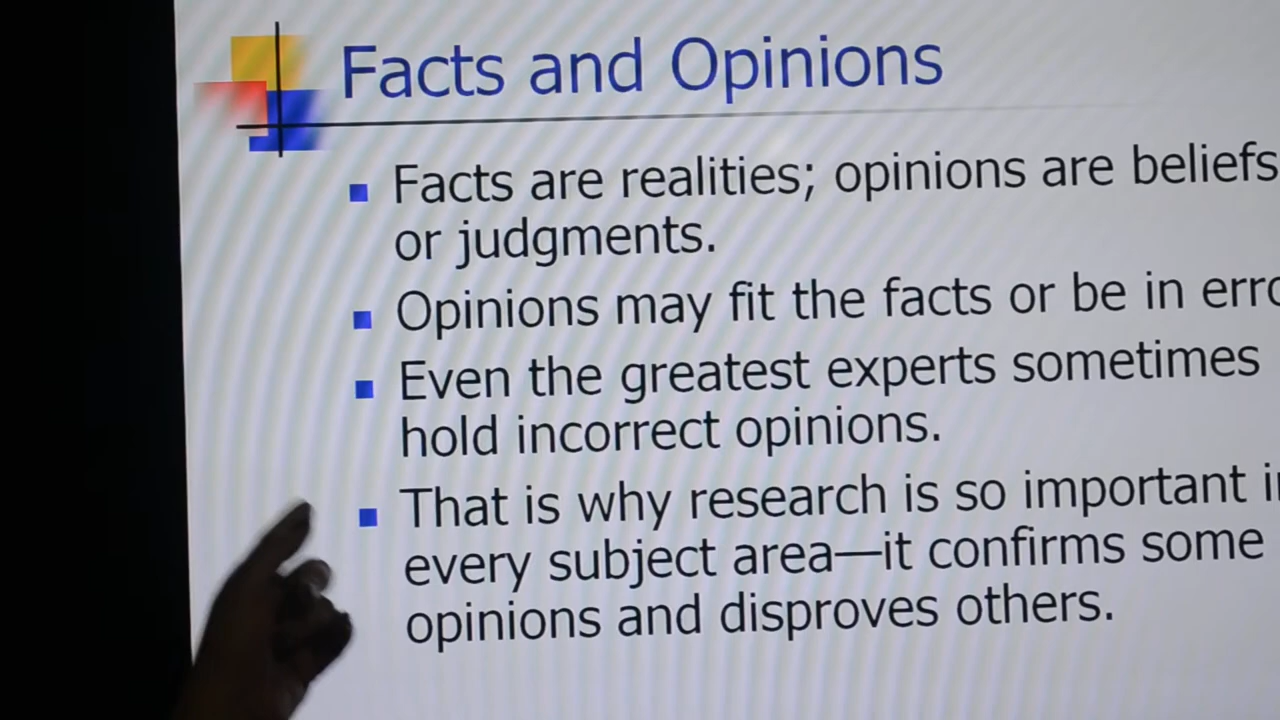 Facts and Opinions
Facts are realities; opinions are beliefs
or judgments.
Opinions may fit the facts or be in erro
Even the greatest experts sometimes
hold incorrect opinions.
That is why research is so important i
every subject area—it confirms some
opinions and disproves others.